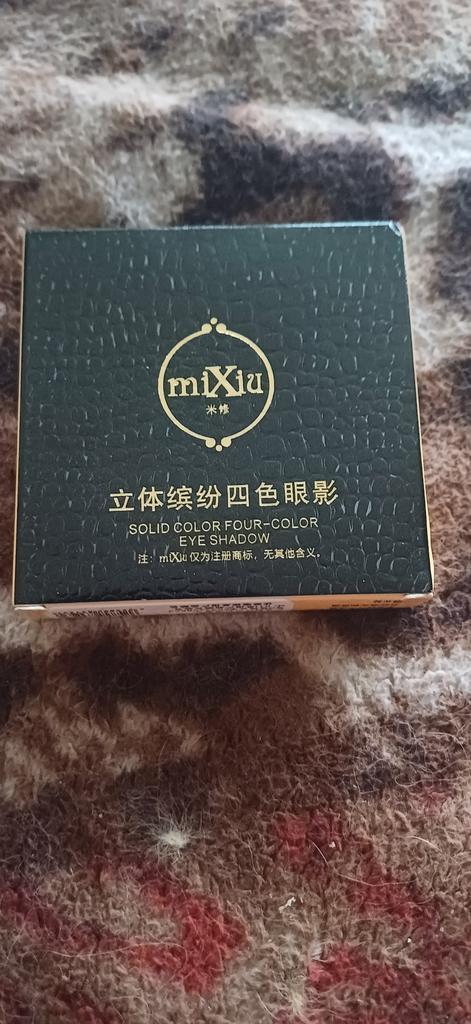 miXiu
米修
立体缤纷四色眼影
SOLID COLOR FOUR-COLOR
EYE SHADOW
注：miXiu仅为注册商标，无其他含义。